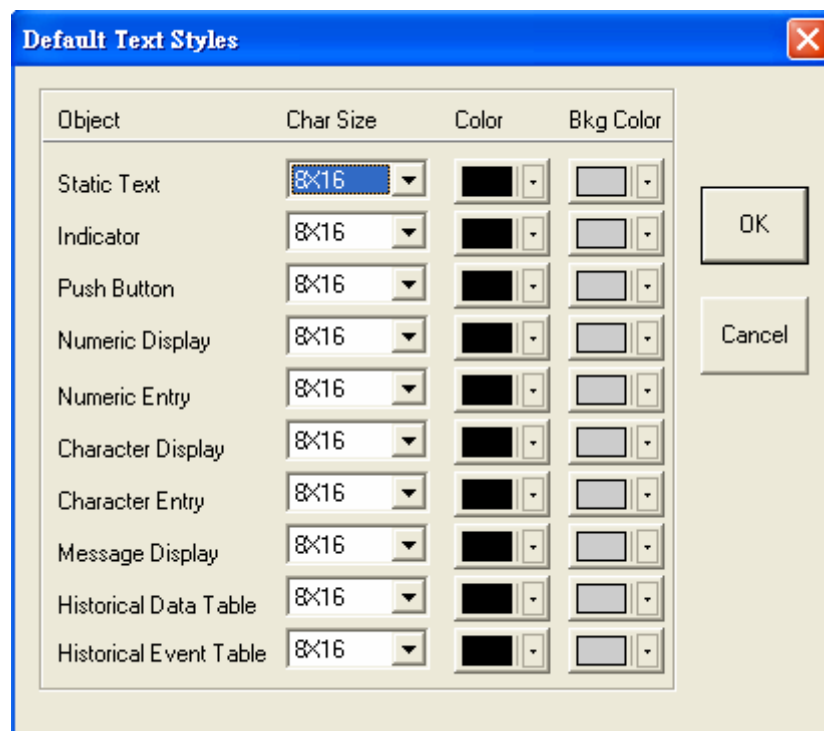 Default Text Styles
Object Char Size Color Bkg Color
Static Text 8X16
Indicator 8X16
Push Button 8X16
Numeric Display 8X16
Numeric Entry 8X16
Character Display 8X16
Character Entry 8X16
Message Display 8X16
Historical Data Table 8X16
Historical Event Table 8X16
OK
Cancel